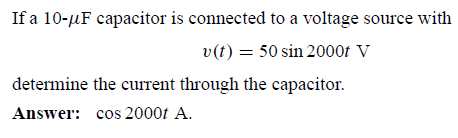 If a 10-μF capacitor is connected to a voltage source with
v(t) = 50 sin 2000t V
determine the current through the capacitor.
Answer: cos 2000t A.